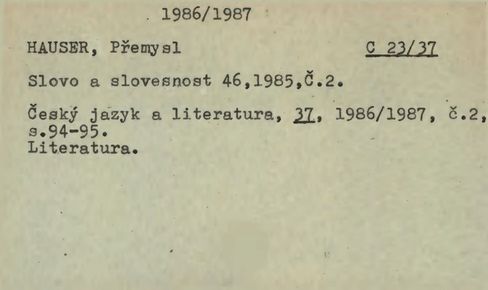 1986/1987
HAUSER, Přemysl C 23/37
Slovo a slovesnost 46,1985,Č.2.
Český jazyk a literatura, 37, 1986/1987, č.2,
s.94-95.
Literatura.